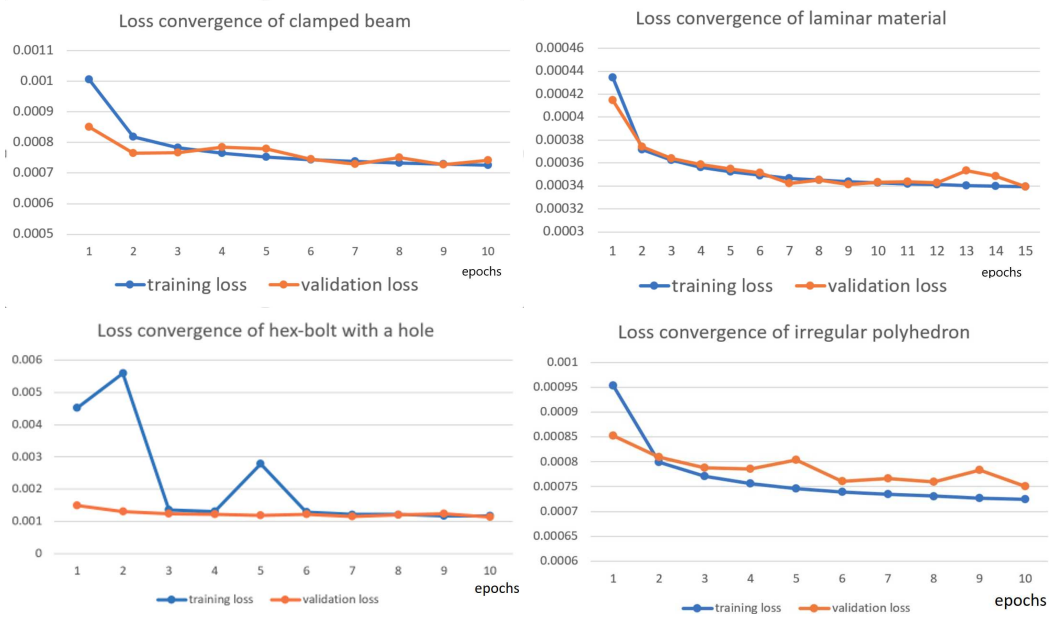 Loss convergence of clamped beam
0.0011
0.001
0.0009
0.0008
0.0007
0.0006
0.0005
1 2 3 4 5 6 7 8 9 10
epochs
training loss validation loss
Loss convergence of laminar material
0.00046
0.00044
0.00042
0.0004
0.00038
0.00036
0.00034
0.00032
0.0003
1 2 3 4 5 6 7 8 9 10 11 12 13 14 15
epochs
training loss validation loss
Loss convergence of hex-bolt with a hole
0.006
0.005
0.004
0.003
0.002
0.001
0
1 2 3 4 5 6 7 8 9 10
epochs
training loss validation loss
Loss convergence of irregular polyhedron
0.001
0.00095
0.0009
0.00085
0.0008
0.00075
0.0007
0.00065
0.0006
1 2 3 4 5 6 7 8 9 10
epochs
training loss validation loss